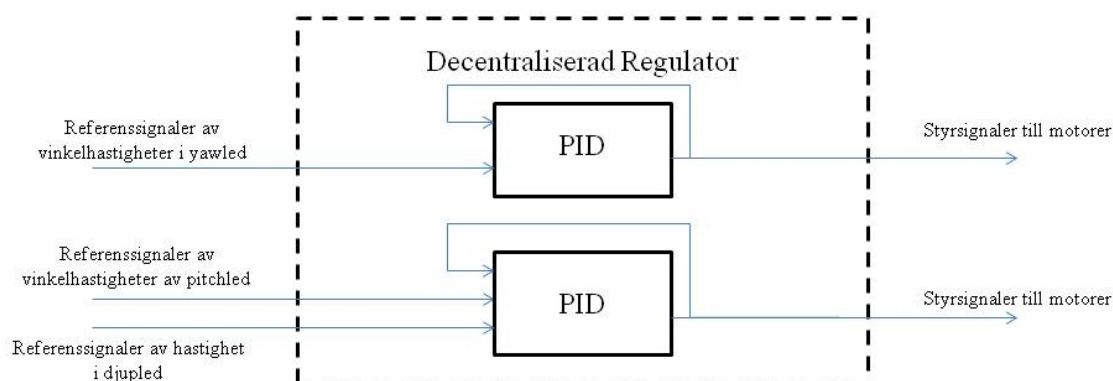 Decentraliserad Regulator
Referenssignaler av
vinkelhastigheter i yawled
PID
Styrsignaler till motorer
Referenssignaler av
vinkelhastigheter av pitchled
PID
Styrsignaler till motorer
Referenssignaler av hastighet
i djupled